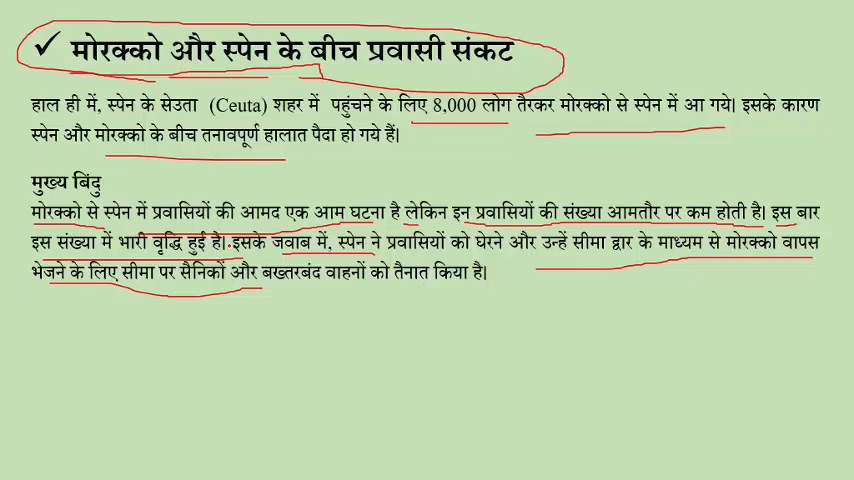 ✓ मोरक्को और स्पेन के बीच प्रवासी संकट
हाल ही में, स्पेन के सेउता (Ceuta) शहर में पहुंचने के लिए 8,000 लोग तैरकर मोरक्को से स्पेन में आ गये। इसके कारण
स्पेन और मोरक्को के बीच तनावपूर्ण हालात पैदा हो गये हैं।
मुख्य बिंदु
मोरक्को से स्पेन में प्रवासियों की आमद एक आम घटना है लेकिन इन प्रवासियों की संख्या आमतौर पर कम होती है। इस बार
इस संख्या में भारी वृद्धि हुई है। इसके जवाब में, स्पेन ने प्रवासियों को घेरने और उन्हें सीमा द्वार के माध्यम से मोरक्को वापस
भेजने के लिए सीमा पर सैनिकों और बख्तरबंद वाहनों को तैनात किया है।